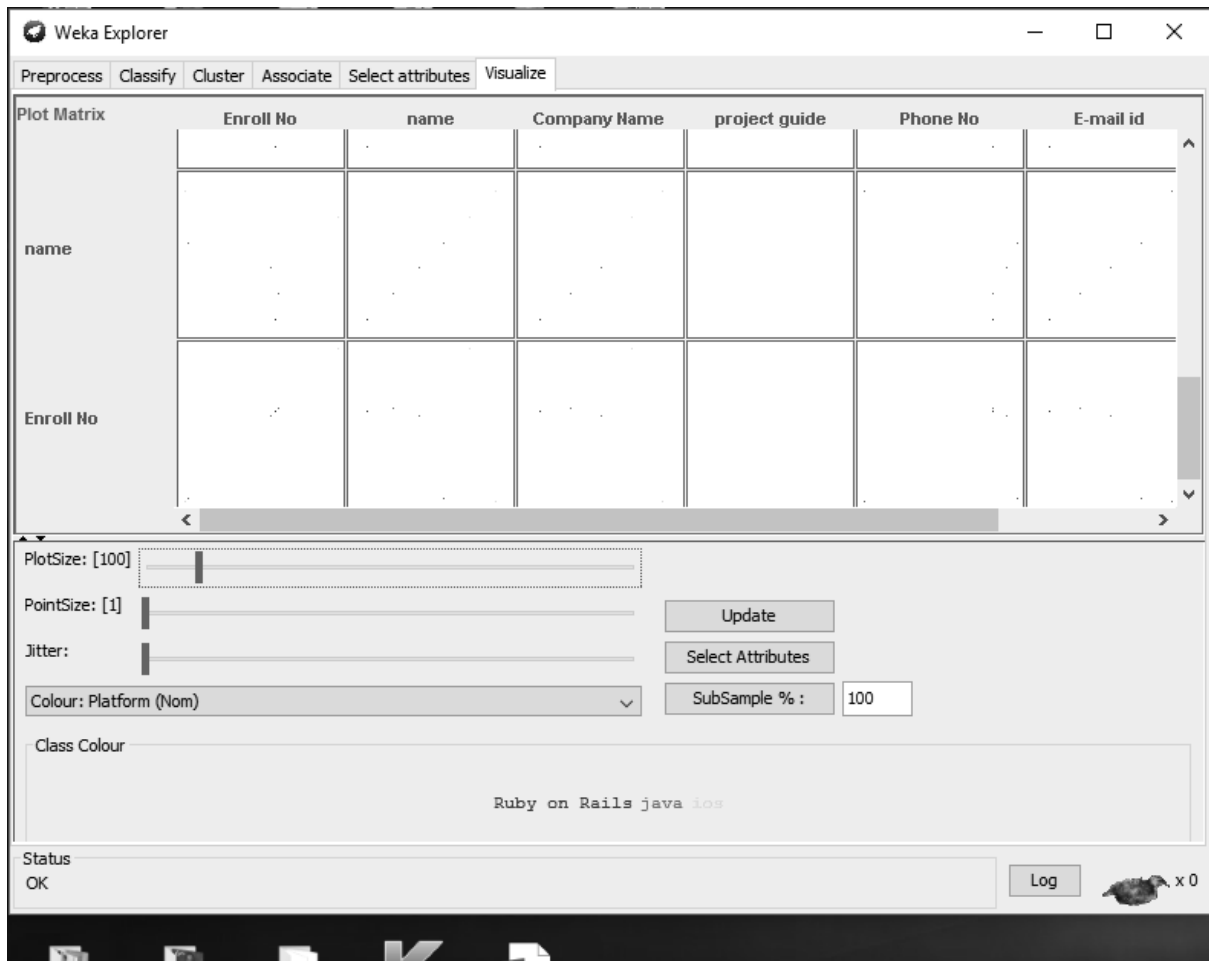 Weka Explorer
Preprocess Classify Cluster Associate Select attributes Visualize
Plot Matrix Enroll No name Company Name project guide Phone No E-mail id
name
Enroll No
PlotSize: [100]
PointSize: [1]
Update
Jitter:
Select Attributes
Colour: Platform (Nom)
SubSample % : 100
Class Colour
Ruby on Rails java ios
Status
OK
Log
x 0